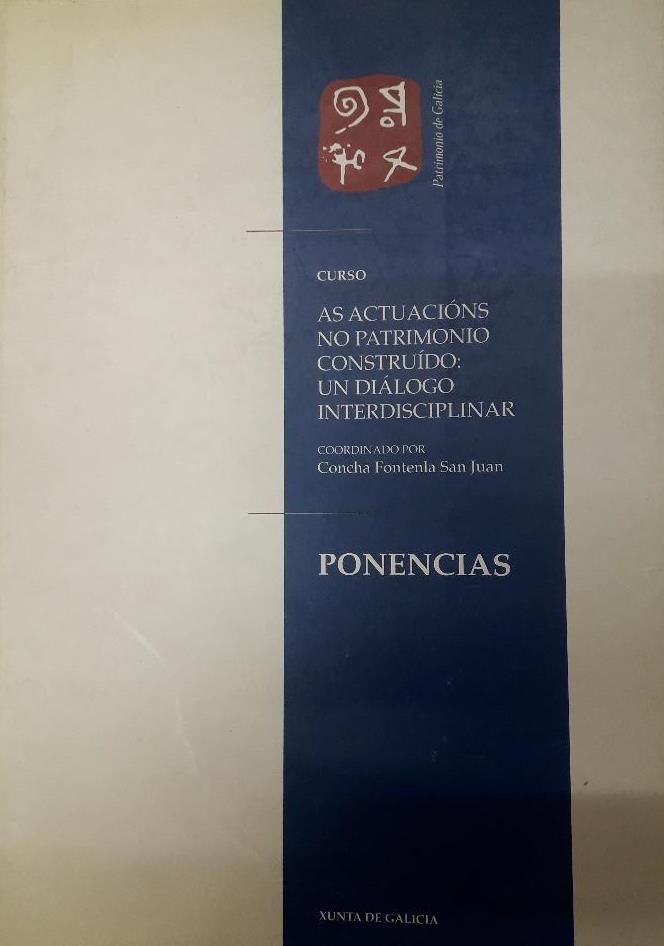 Patrimonio de Galicia
CURSO
AS ACTUACIÓNS
NO PATRIMONIO
CONSTRUÍDO:
UN DIÁLOGO
INTERDISCIPLINAR
COORDINADO POR
Concha Fontenla San Juan
PONENCIAS
XUNTA DE GALICIA